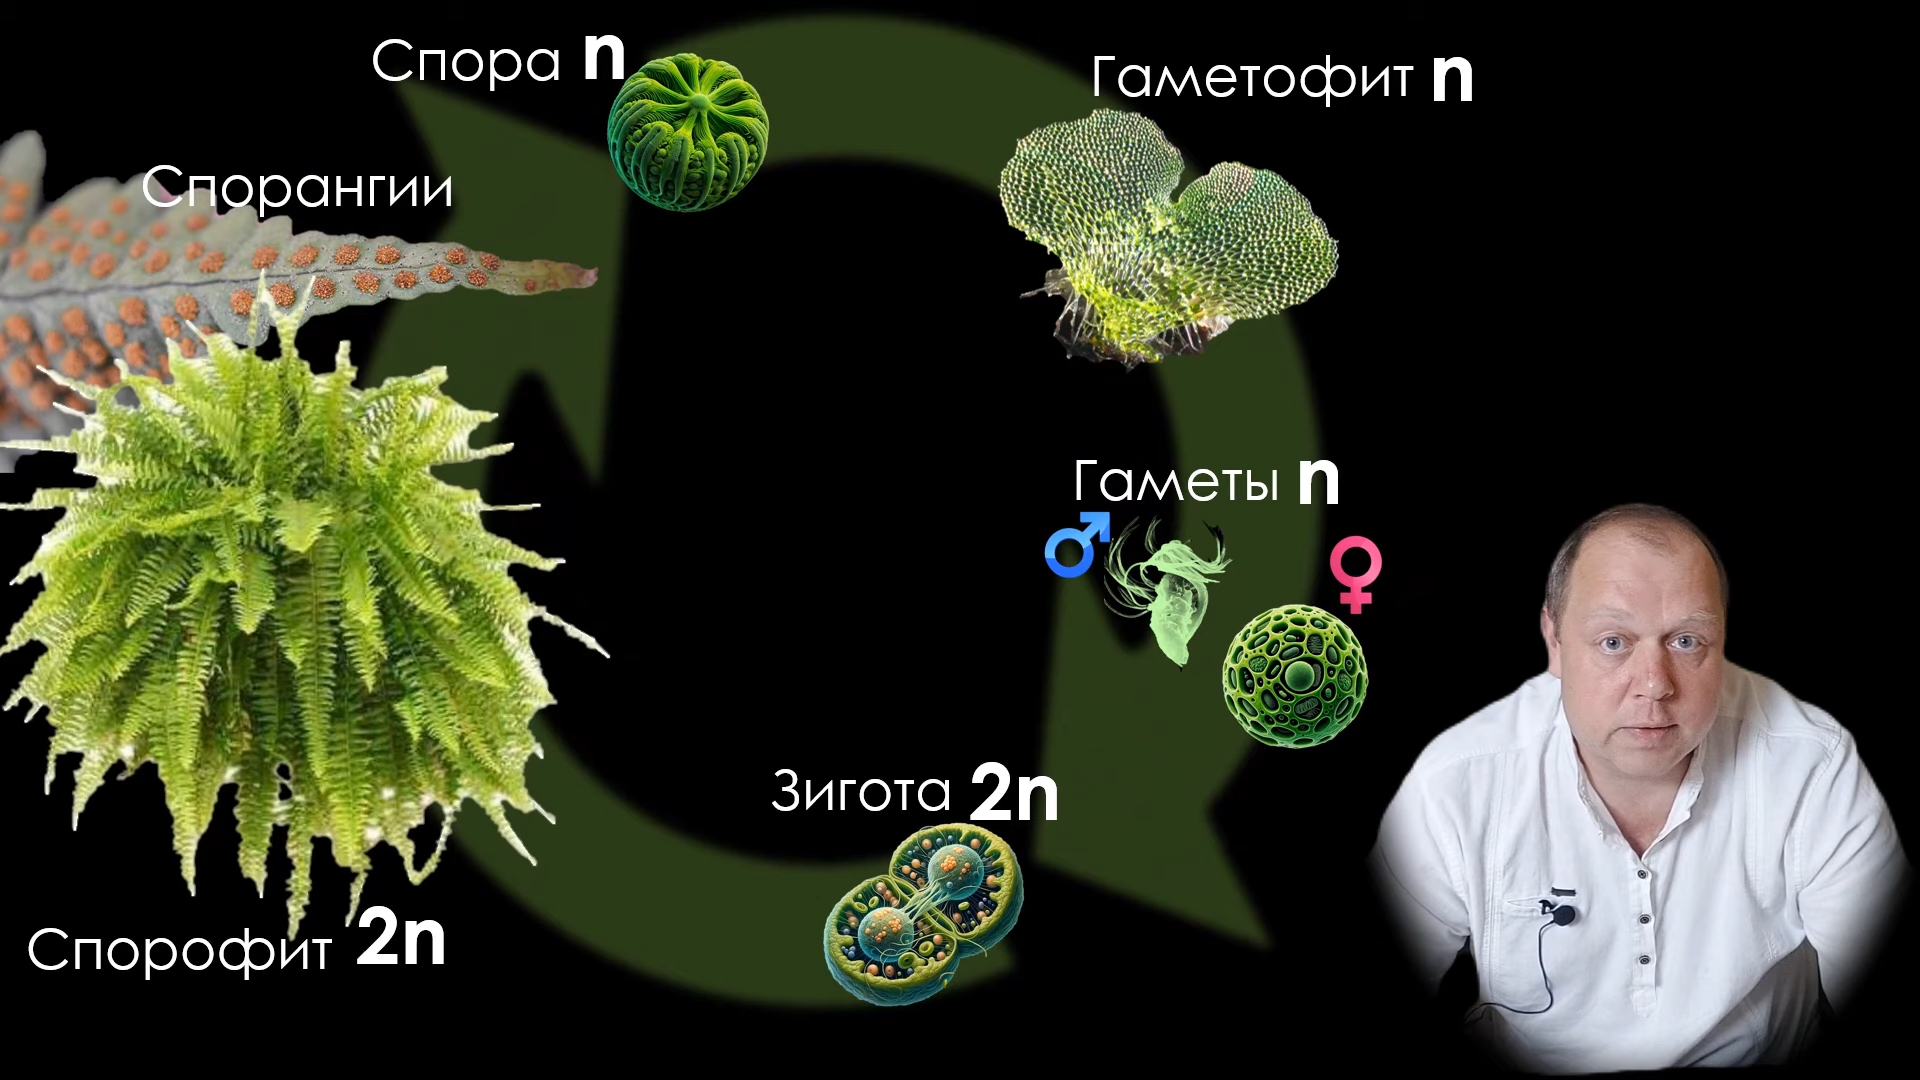 Спора n
Гаметофит n
Спорангии
Гаметы n
Зигота 2n
Спорофит 2n